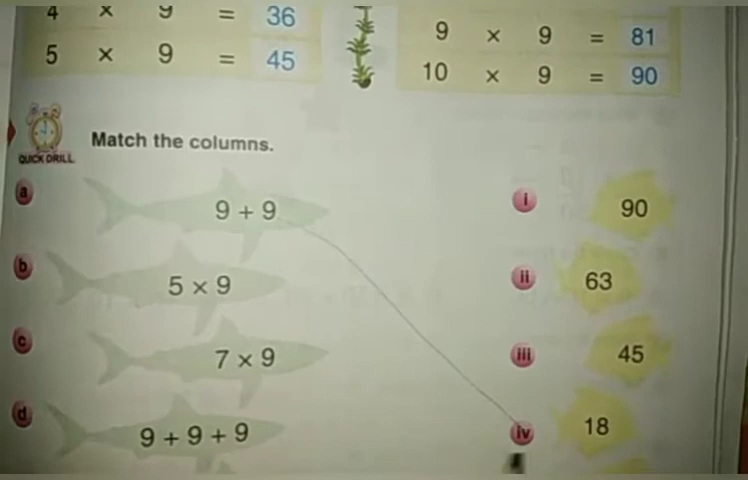 4 × 9 = 36
5 × 9 = 45
9 × 9 = 81
10 × 9 = 90
QUICK DRILL
Match the columns.
a 9 + 9 i 90
b 5 × 9 ii 63
c 7 × 9 iii 45
d 9 + 9 + 9 iv 18